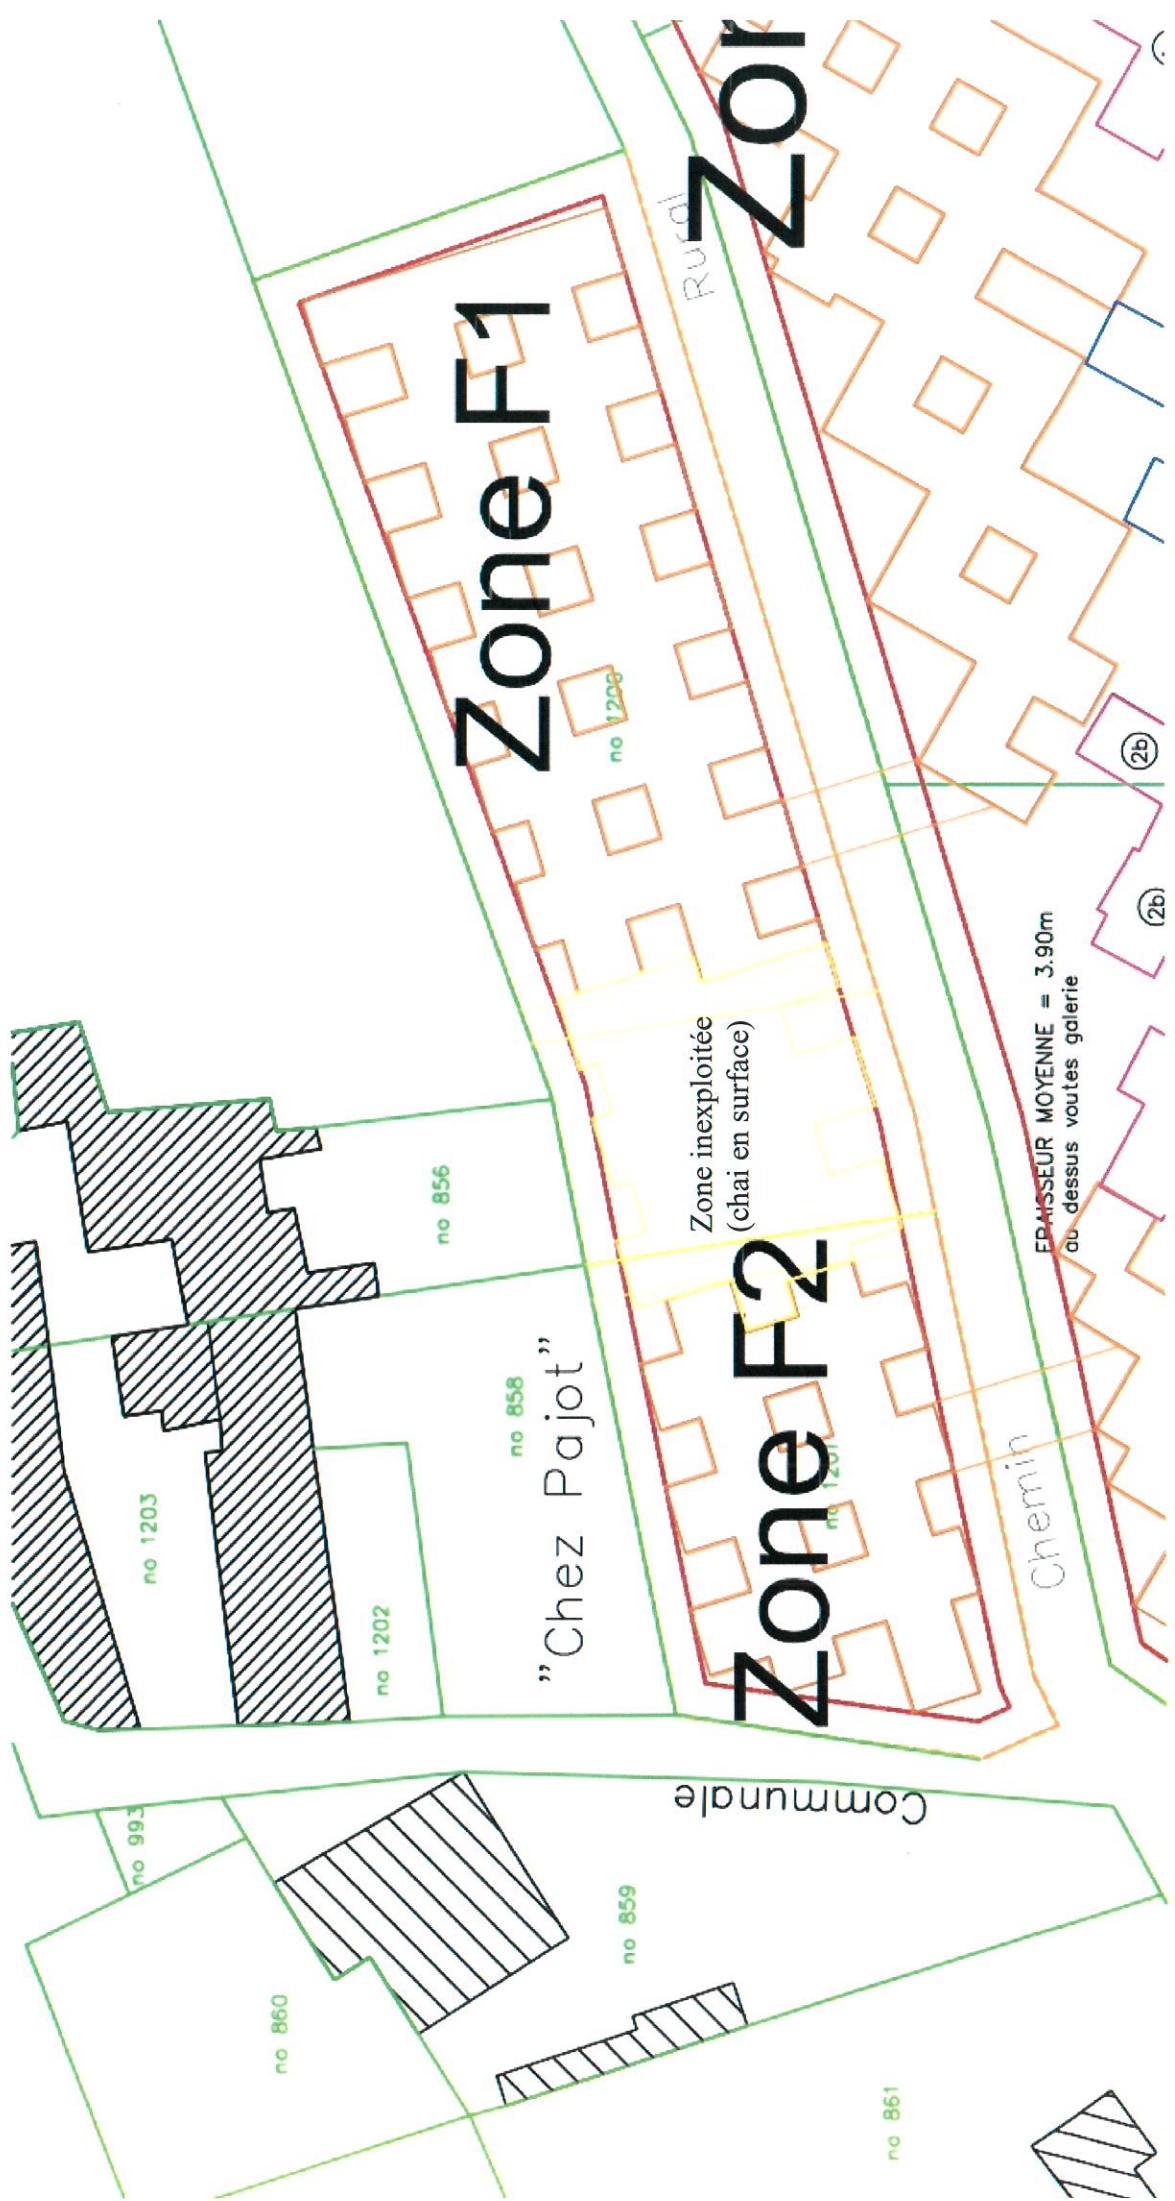 Zone F1
Zor
Rural
no 1200
Zone inexploitée
(chai en surface)
Zone F2
no 1201
EPAISSEUR MOYENNE = 3.90m
au dessus voutes galerie
(2b)
(2b)
Chemin
no 856
no 858
"Chez Pajot"
no 1203
no 1202
Communale
no 993
no 859
no 860
no 861